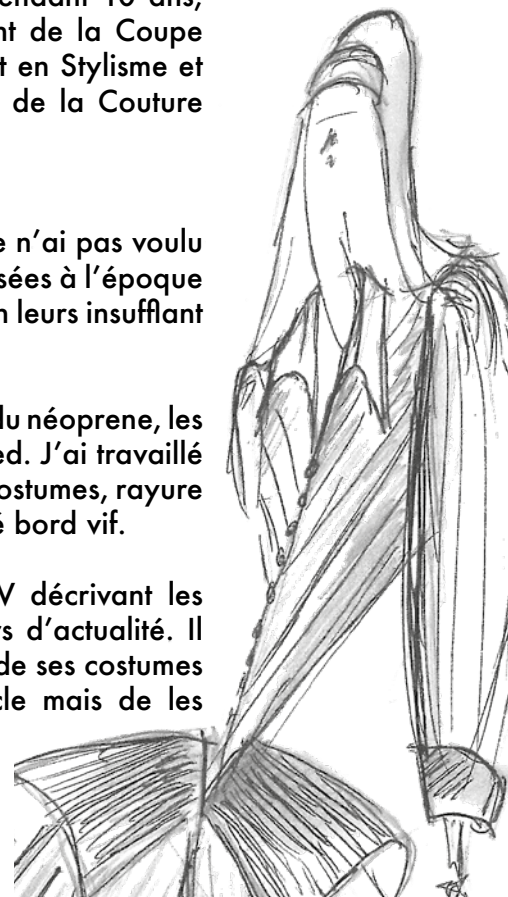 pendant 10 ans,
nt de la Coupe
t en Stylisme et
de la Couture
e n'ai pas voulu
sées à l'époque
n leurs insufflant
du néoprene, les
ed. J'ai travaillé
ostumes, rayure
é bord vif.
V décrivant les
s d'actualité. Il
de ses costumes
cle mais de les